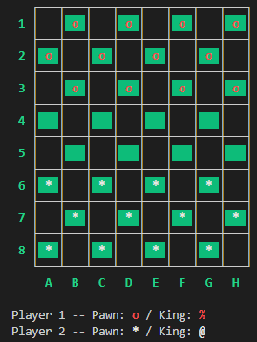 1 o o o o
2 o o o o
3 o o o o
4
5
6 * * * *
7 * * * *
8 * * * *
A B C D E F G H
Player 1 -- Pawn: o / King: %
Player 2 -- Pawn: * / King: @